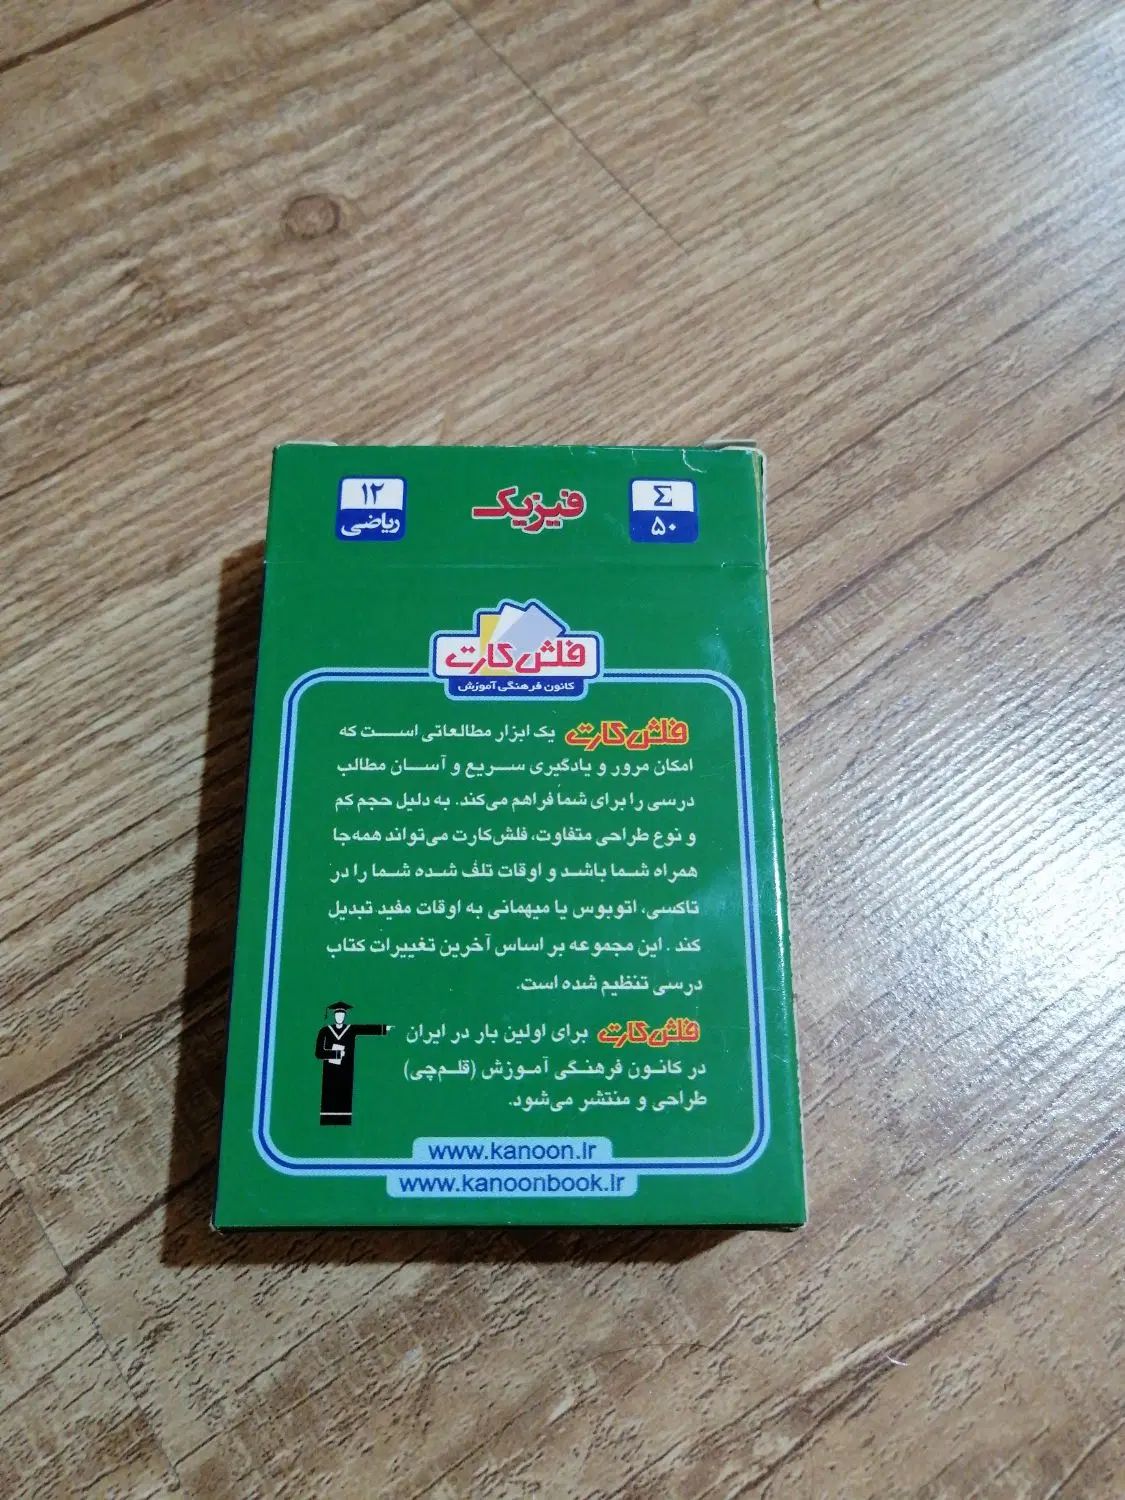 Σ
۵۰
فیزیک
۱۲
ریاضی
فلش کارت
کانون فرهنگی آموزش
فلش کارت یک ابزار مطالعاتی است که
امکان مرور و یادگیری سریع و آسان مطالب
درسی را برای شما فراهم می‌کند. به دلیل حجم کم
و نوع طراحی متفاوت، فلش‌کارت می‌تواند همه‌جا
همراه شما باشد و اوقات تلف شده شما را در
تاکسی، اتوبوس یا میهمانی به اوقات مفید تبدیل
کند. این مجموعه بر اساس آخرین تغییرات کتاب
درسی تنظیم شده است.
فلش کارت برای اولین بار در ایران
در کانون فرهنگی آموزش (قلم‌چی)
طراحی و منتشر می‌شود.
www.kanoon.ir
www.kanoonbook.ir